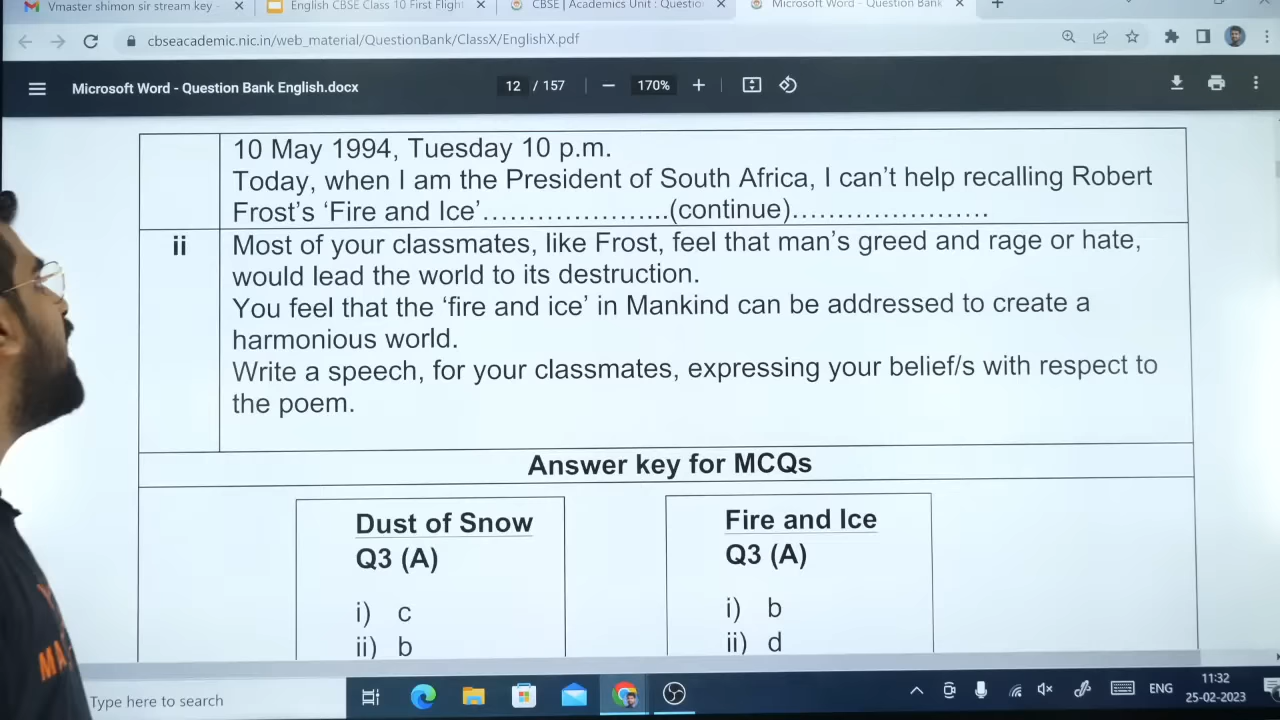 Vmaster shimon sir stream key -
English CBSE Class 10 First Flight
CBSE | Academics Unit : Questio
Microsoft Word - Question Bank
cbseacademic.nic.in/web_material/QuestionBank/ClassX/EnglishX.pdf
Microsoft Word - Question Bank English.docx
12 / 157
170%
10 May 1994, Tuesday 10 p.m.
Today, when I am the President of South Africa, I can't help recalling Robert
Frost's 'Fire and Ice'…………………...(continue)…………………….
ii
Most of your classmates, like Frost, feel that man's greed and rage or hate,
would lead the world to its destruction.
You feel that the 'fire and ice' in Mankind can be addressed to create a
harmonious world.
Write a speech, for your classmates, expressing your belief/s with respect to
the poem.
Answer key for MCQs
Dust of Snow
Q3 (A)
i) c
ii) b
Fire and Ice
Q3 (A)
i) b
ii) d
Type here to search
ENG
11:32
25-02-2023